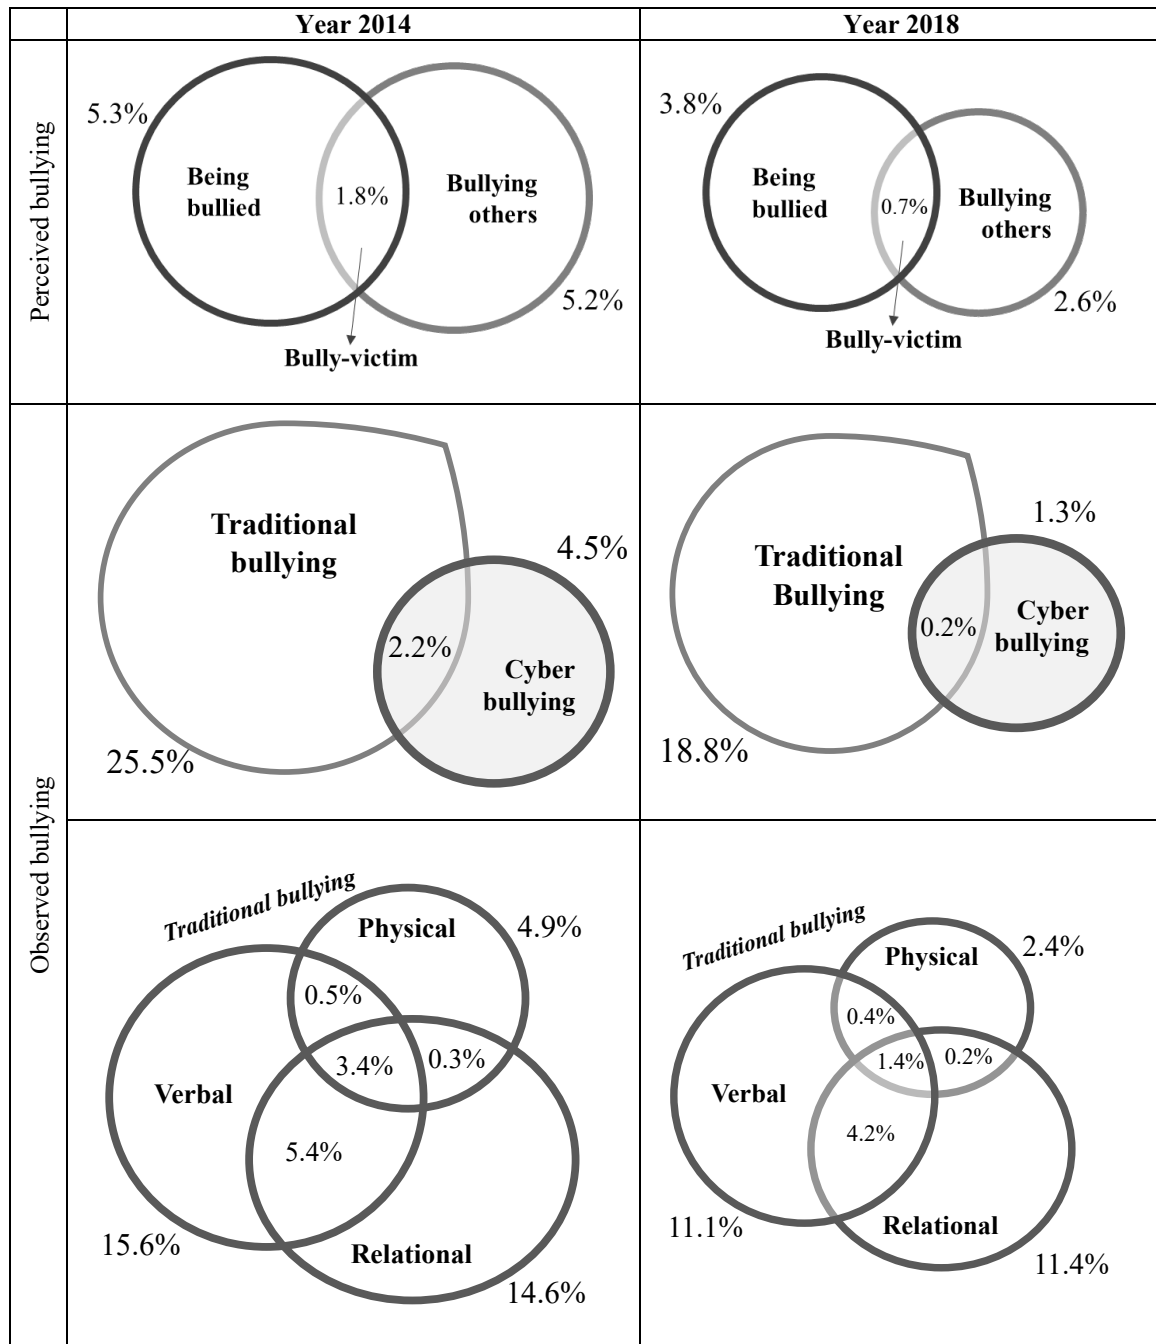 Year 2014
Year 2018
Perceived bullying
5.3%
Being
bullied
1.8%
Bullying
others
5.2%
Bully-victim
3.8%
Being
bullied
0.7%
Bullying
others
2.6%
Bully-victim
Observed bullying
Traditional
bullying
4.5%
2.2%
Cyber
bullying
25.5%
Traditional
Bullying
1.3%
0.2%
Cyber
bullying
18.8%
Traditional bullying
Physical
4.9%
0.5%
3.4%
0.3%
Verbal
5.4%
15.6%
Relational
14.6%
Traditional bullying
Physical
2.4%
0.4%
1.4%
0.2%
Verbal
4.2%
11.1%
Relational
11.4%